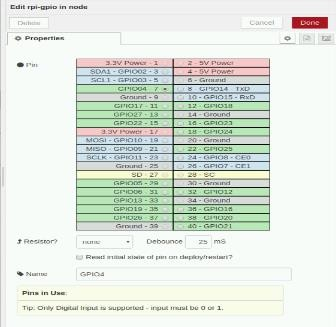 Edit rpi-gpio in node
Delete
Cancel
Done
Properties
Pin
3.3V Power - 1
2 - 5V Power
SDA1 - GPIO02 - 3
4 - 5V Power
SCL1 - GPIO03 - 5
6 - Ground
GPIO04 - 7
8 - GPIO14 - TxD
Ground - 9
10 - GPIO15 - RxD
GPIO17 - 11
12 - GPIO18
GPIO27 - 13
14 - Ground
GPIO22 - 15
16 - GPIO23
3.3V Power - 17
18 - GPIO24
MOSI - GPIO10 - 19
20 - Ground
MISO - GPIO09 - 21
22 - GPIO25
SCLK - GPIO11 - 23
24 - GPIO8 - CE0
Ground - 25
26 - GPIO7 - CE1
SD - 27
28 - SC
GPIO05 - 29
30 - Ground
GPIO06 - 31
32 - GPIO12
GPIO13 - 33
34 - Ground
GPIO19 - 35
36 - GPIO16
GPIO26 - 37
38 - GPIO20
Ground - 39
40 - GPIO21
Resistor?
none
Debounce
25
mS
Read initial state of pin on deploy/restart?
Name
GPIO4
Pins in Use:
Tip: Only Digital Input is supported - input must be 0 or 1.